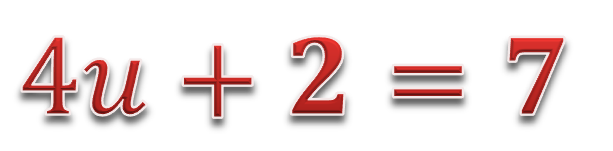 4u + 2 = 7